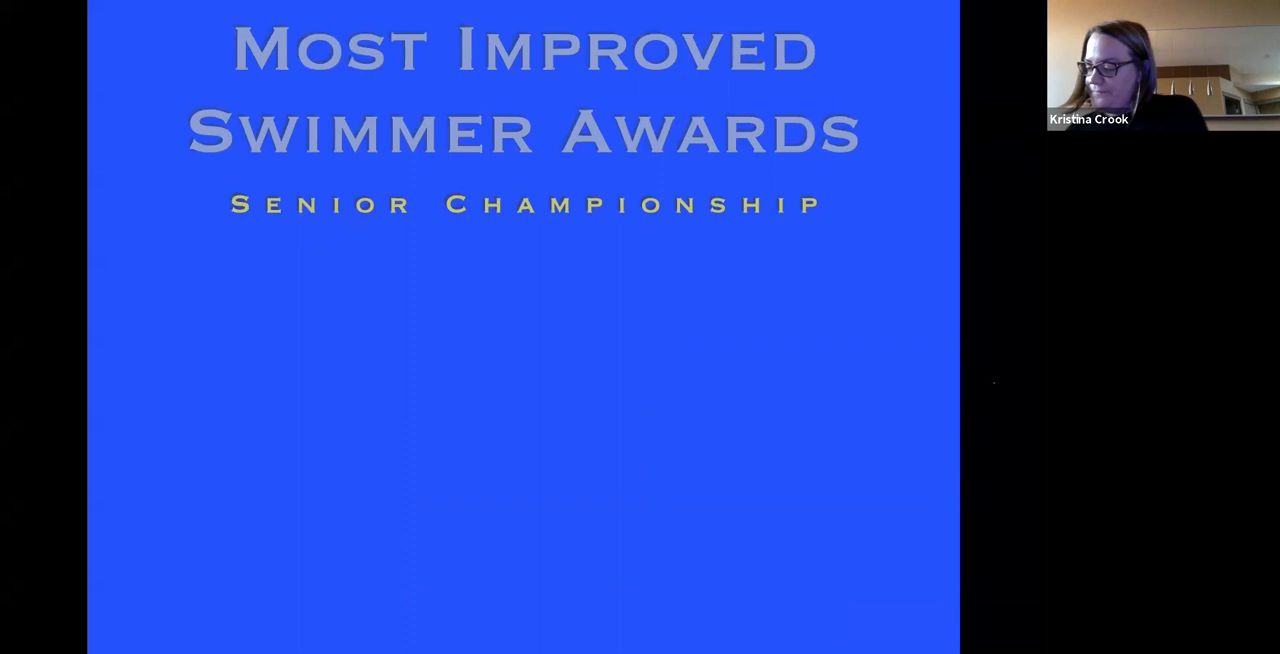 Most Improved
Swimmer Awards
Senior Championship
Kristina Crook